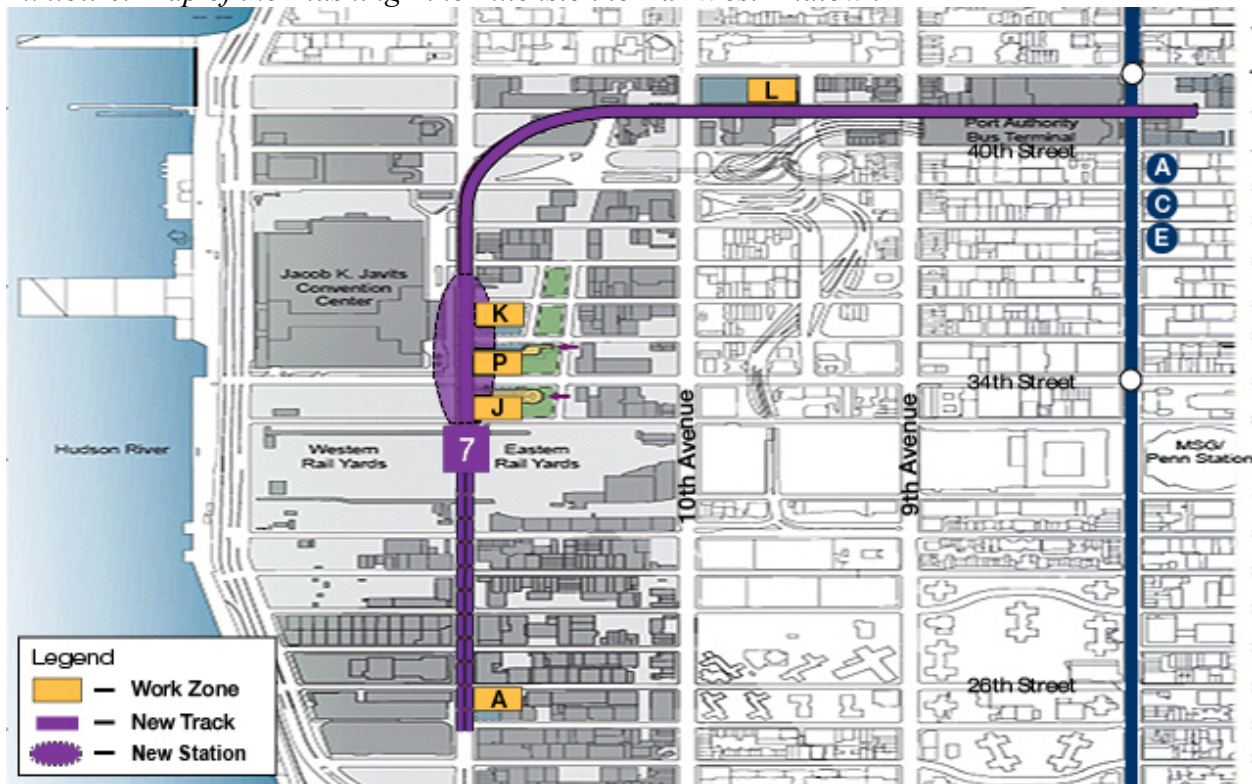 L
Port Authority
Bus Terminal
40th Street
A
C
E
Jacob K. Javits
Convention
Center
K
P
J
34th Street
7
Hudson River
Western
Rail Yards
Eastern
Rail Yards
10th Avenue
9th Avenue
MSG/
Penn Station
26th Street
A
Legend
— Work Zone
— New Track
— New Station